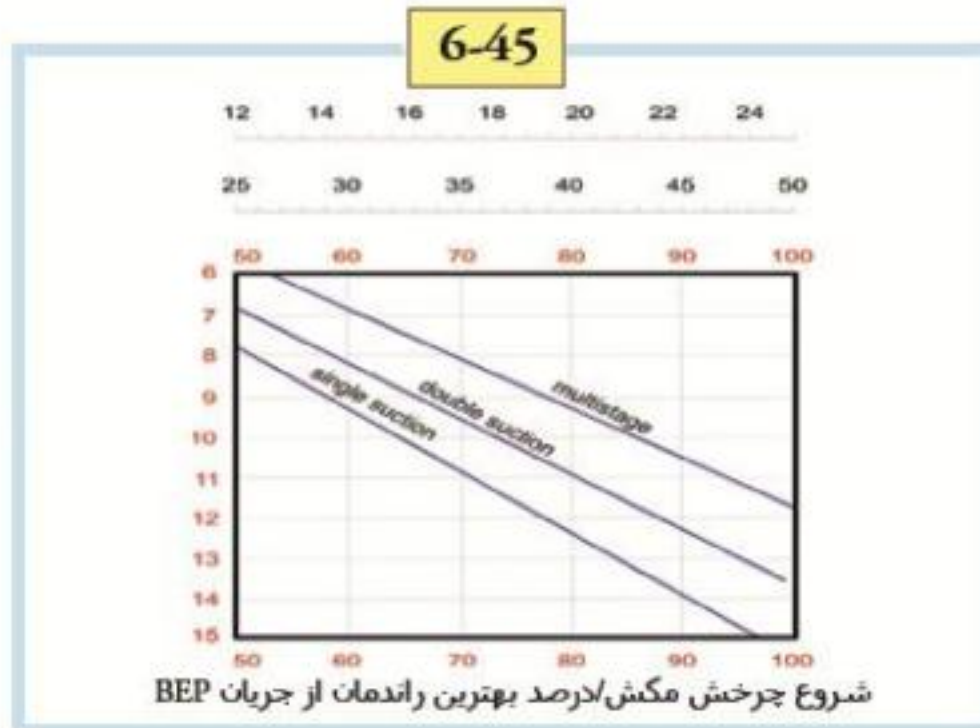 6-45
12 14 16 18 20 22 24
25 30 35 40 45 50
50 60 70 80 90 100
6
7
8
9
10
11
12
13
14
15
single suction
double suction
multistage
50 60 70 80 90 100
شروع چرخش مکش/درصد بهترین راندمان از جریان BEP